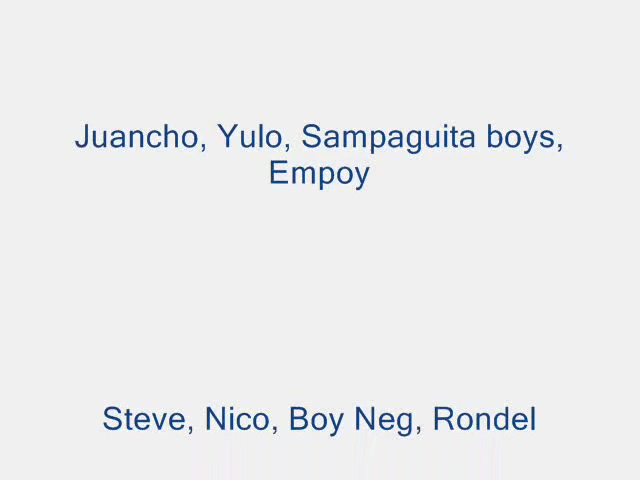 Juancho, Yulo, Sampaguita boys,
Empoy
Steve, Nico, Boy Neg, Rondel